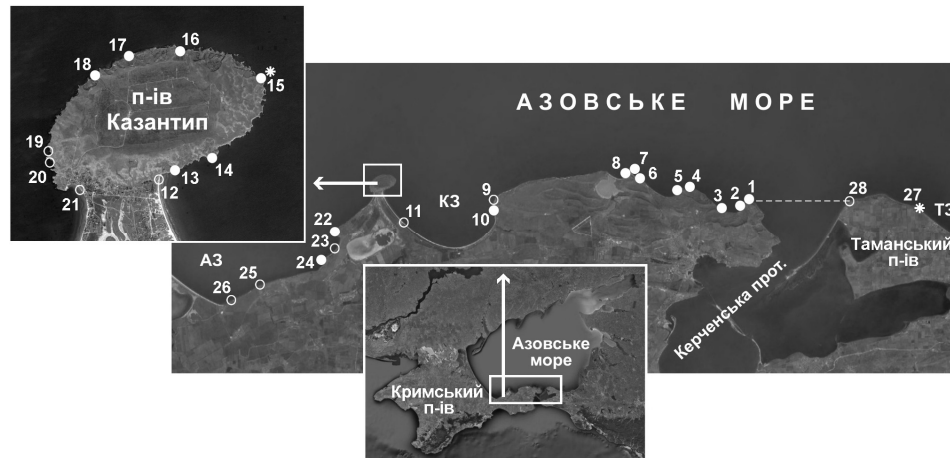 17
16
18
15
п-ів
Казантип
19
20
14
13
12
21
АЗОВСЬКЕ МОРЕ
8
7
6
5
4
3
2
1
28
27
ТЗ
9
КЗ
10
11
22
23
24
АЗ
25
26
Таманський
п-ів
Керченська прот.
Азовське
море
Кримський
п-ів